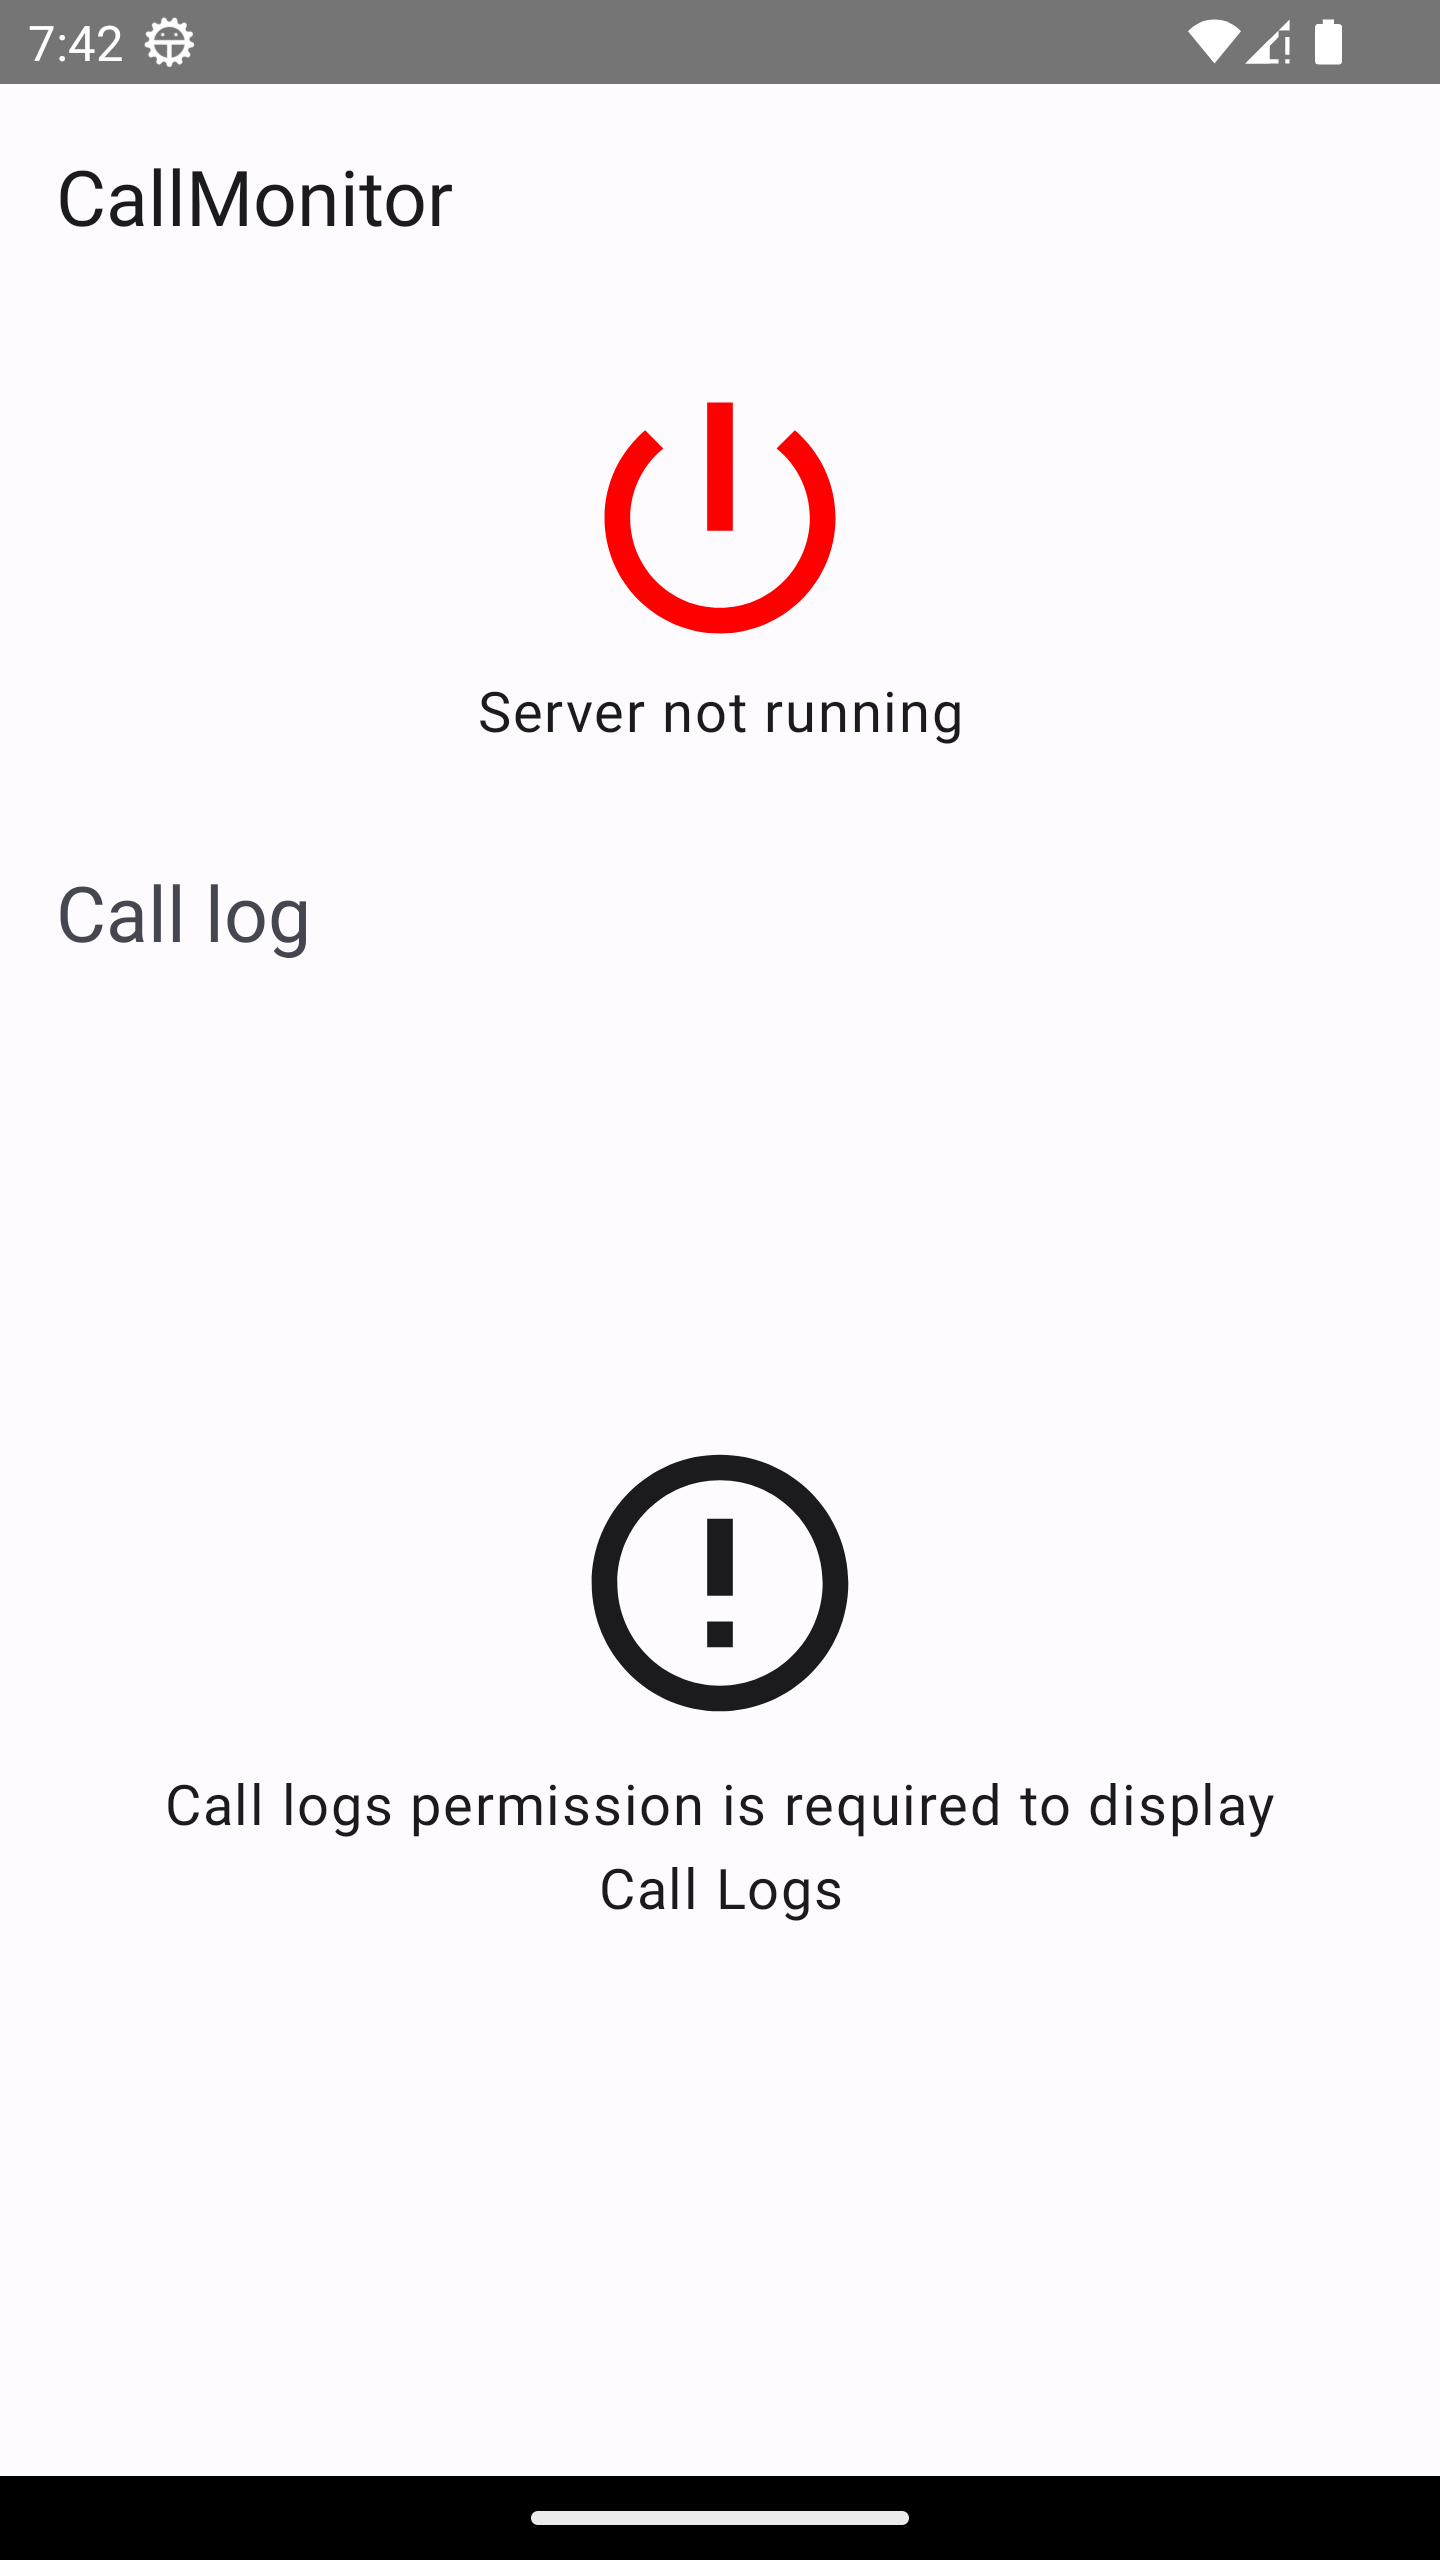 7:42
CallMonitor
Server not running
Call log
Call logs permission is required to display
Call Logs